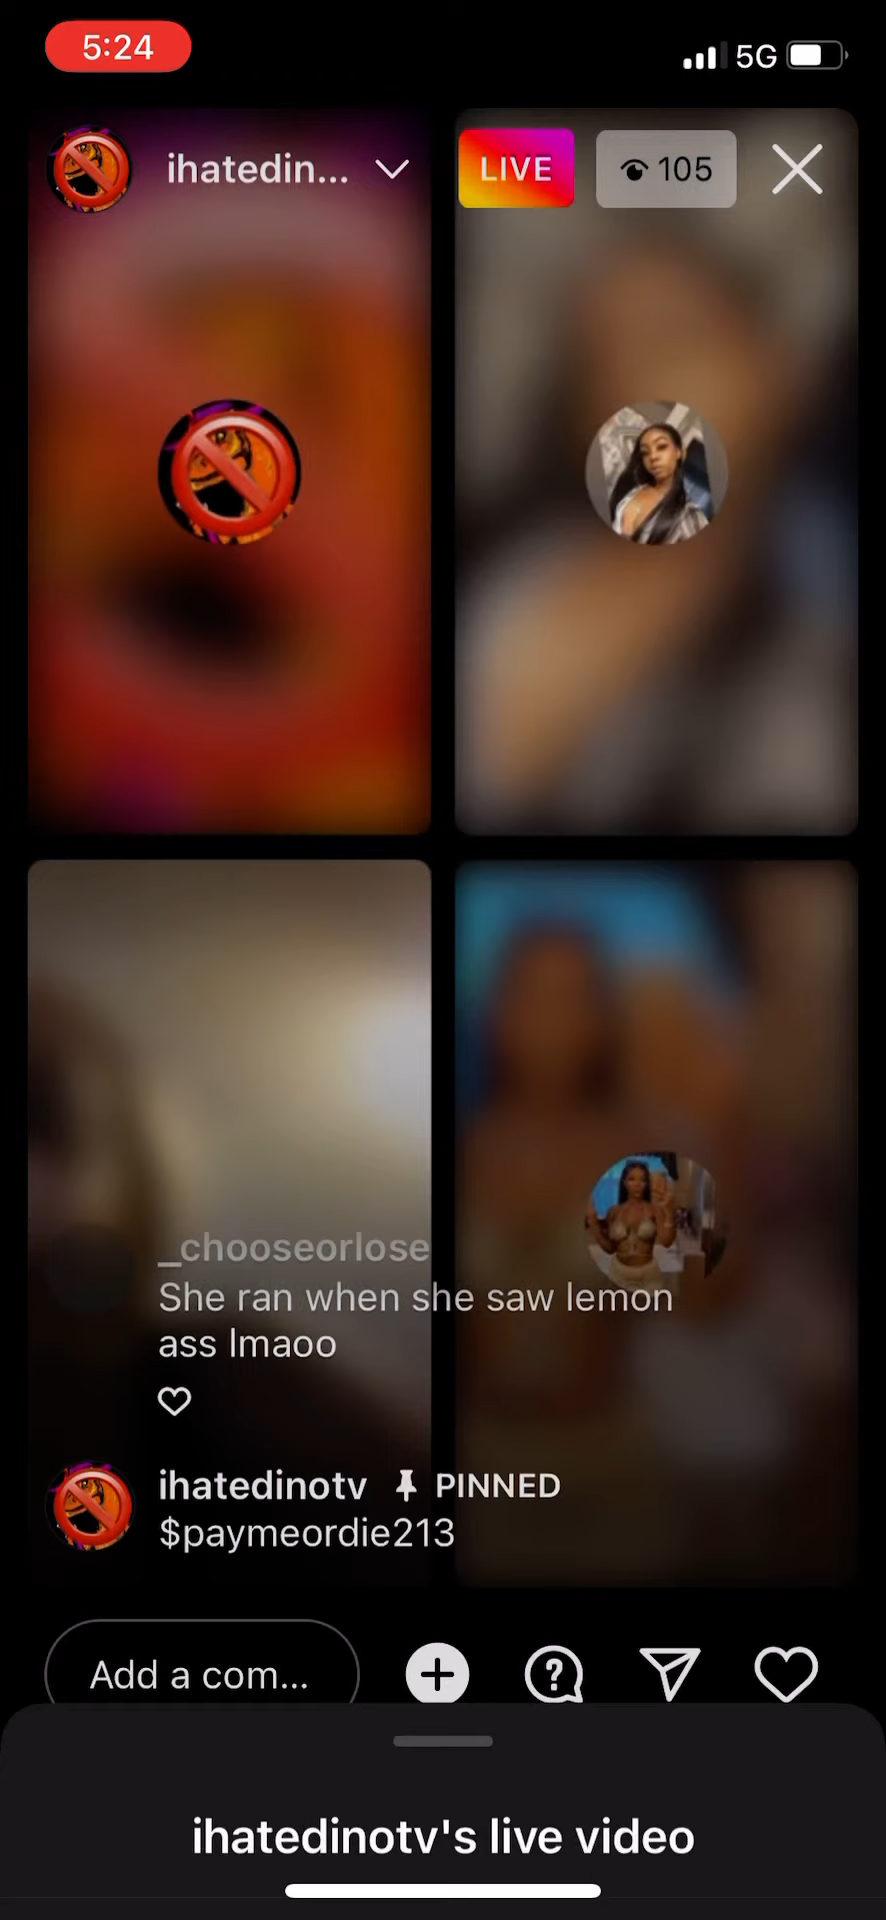 5:24
5G
ihatedin...
LIVE
105
_chooseorlose
She ran when she saw lemon
ass lmaoo
ihatedinotv PINNED
$paymeordie213
Add a com...
ihatedinotv's live video